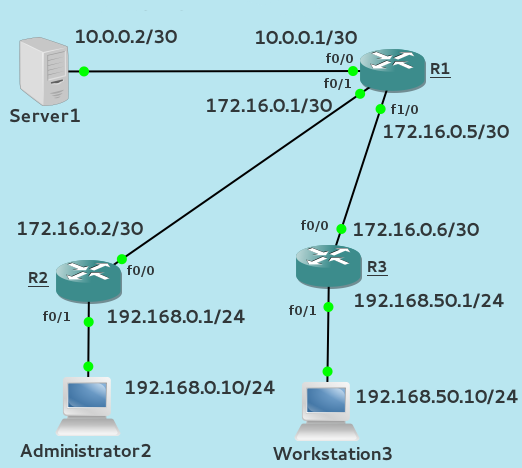 10.0.0.2/30
10.0.0.1/30
f0/0
R1
f0/1
172.16.0.1/30
f1/0
Server1
172.16.0.5/30
172.16.0.2/30
f0/0
172.16.0.6/30
f0/0
R2
R3
192.168.50.1/24
f0/1
192.168.0.1/24
f0/1
192.168.0.10/24
192.168.50.10/24
Administrator2
Workstation3